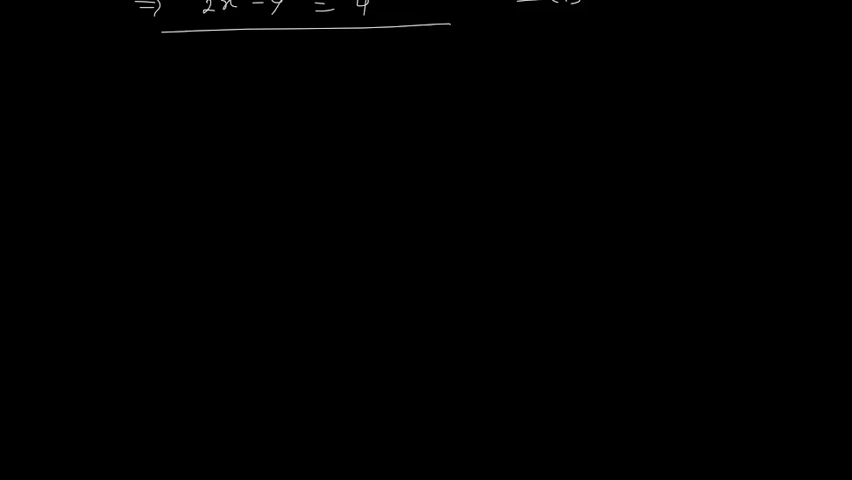 ⇒ 2x - y = 4